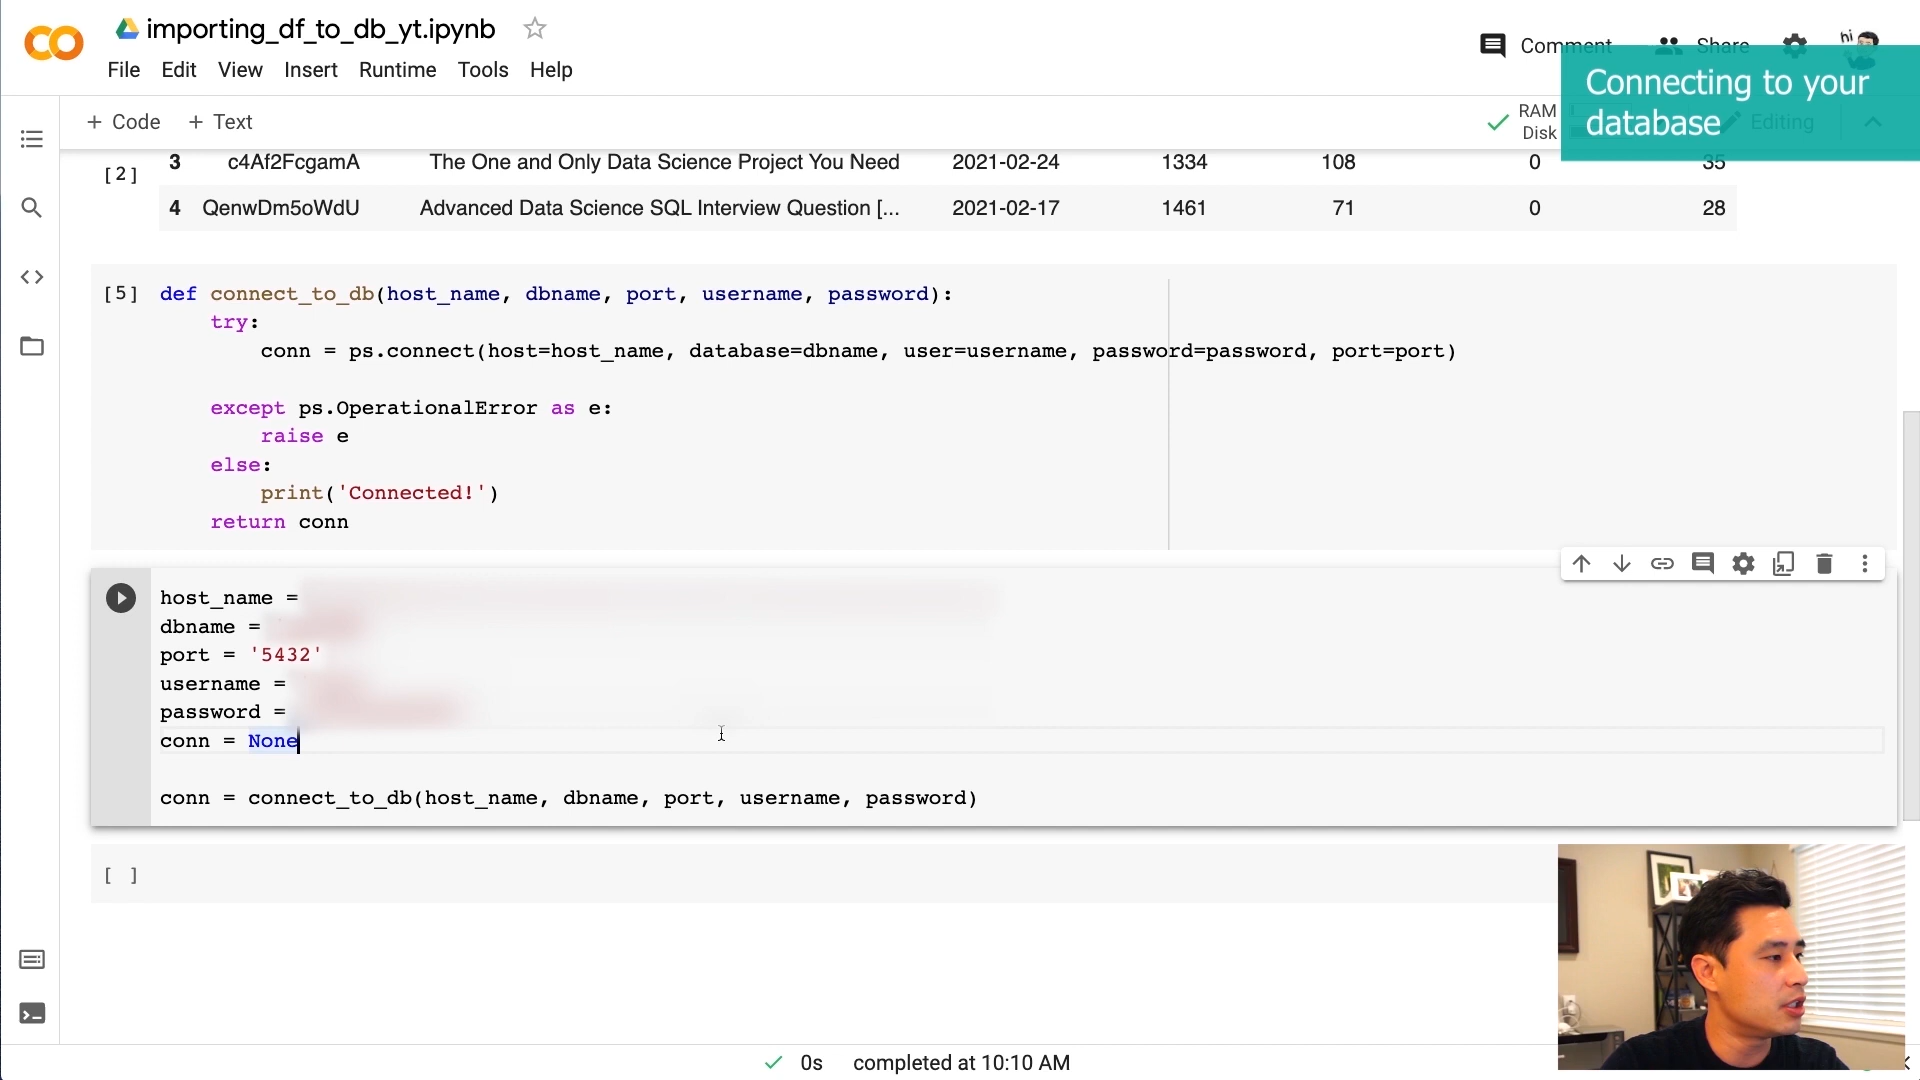 importing_df_to_db_yt.ipynb
File Edit View Insert Runtime Tools Help
Comment Share hi
Connecting to your
database
+ Code + Text
RAM
Disk
Editing
[2]
3 c4Af2FcgamA The One and Only Data Science Project You Need 2021-02-24 1334 108 0 35
4 QenwDm5oWdU Advanced Data Science SQL Interview Question [... 2021-02-17 1461 71 0 28
[5] def connect_to_db(host_name, dbname, port, username, password):
try:
conn = ps.connect(host=host_name, database=dbname, user=username, password=password, port=port)
except ps.OperationalError as e:
raise e
else:
print('Connected!')
return conn
host_name =
dbname =
port = '5432'
username =
password =
conn = None
conn = connect_to_db(host_name, dbname, port, username, password)
[ ]
0s completed at 10:10 AM